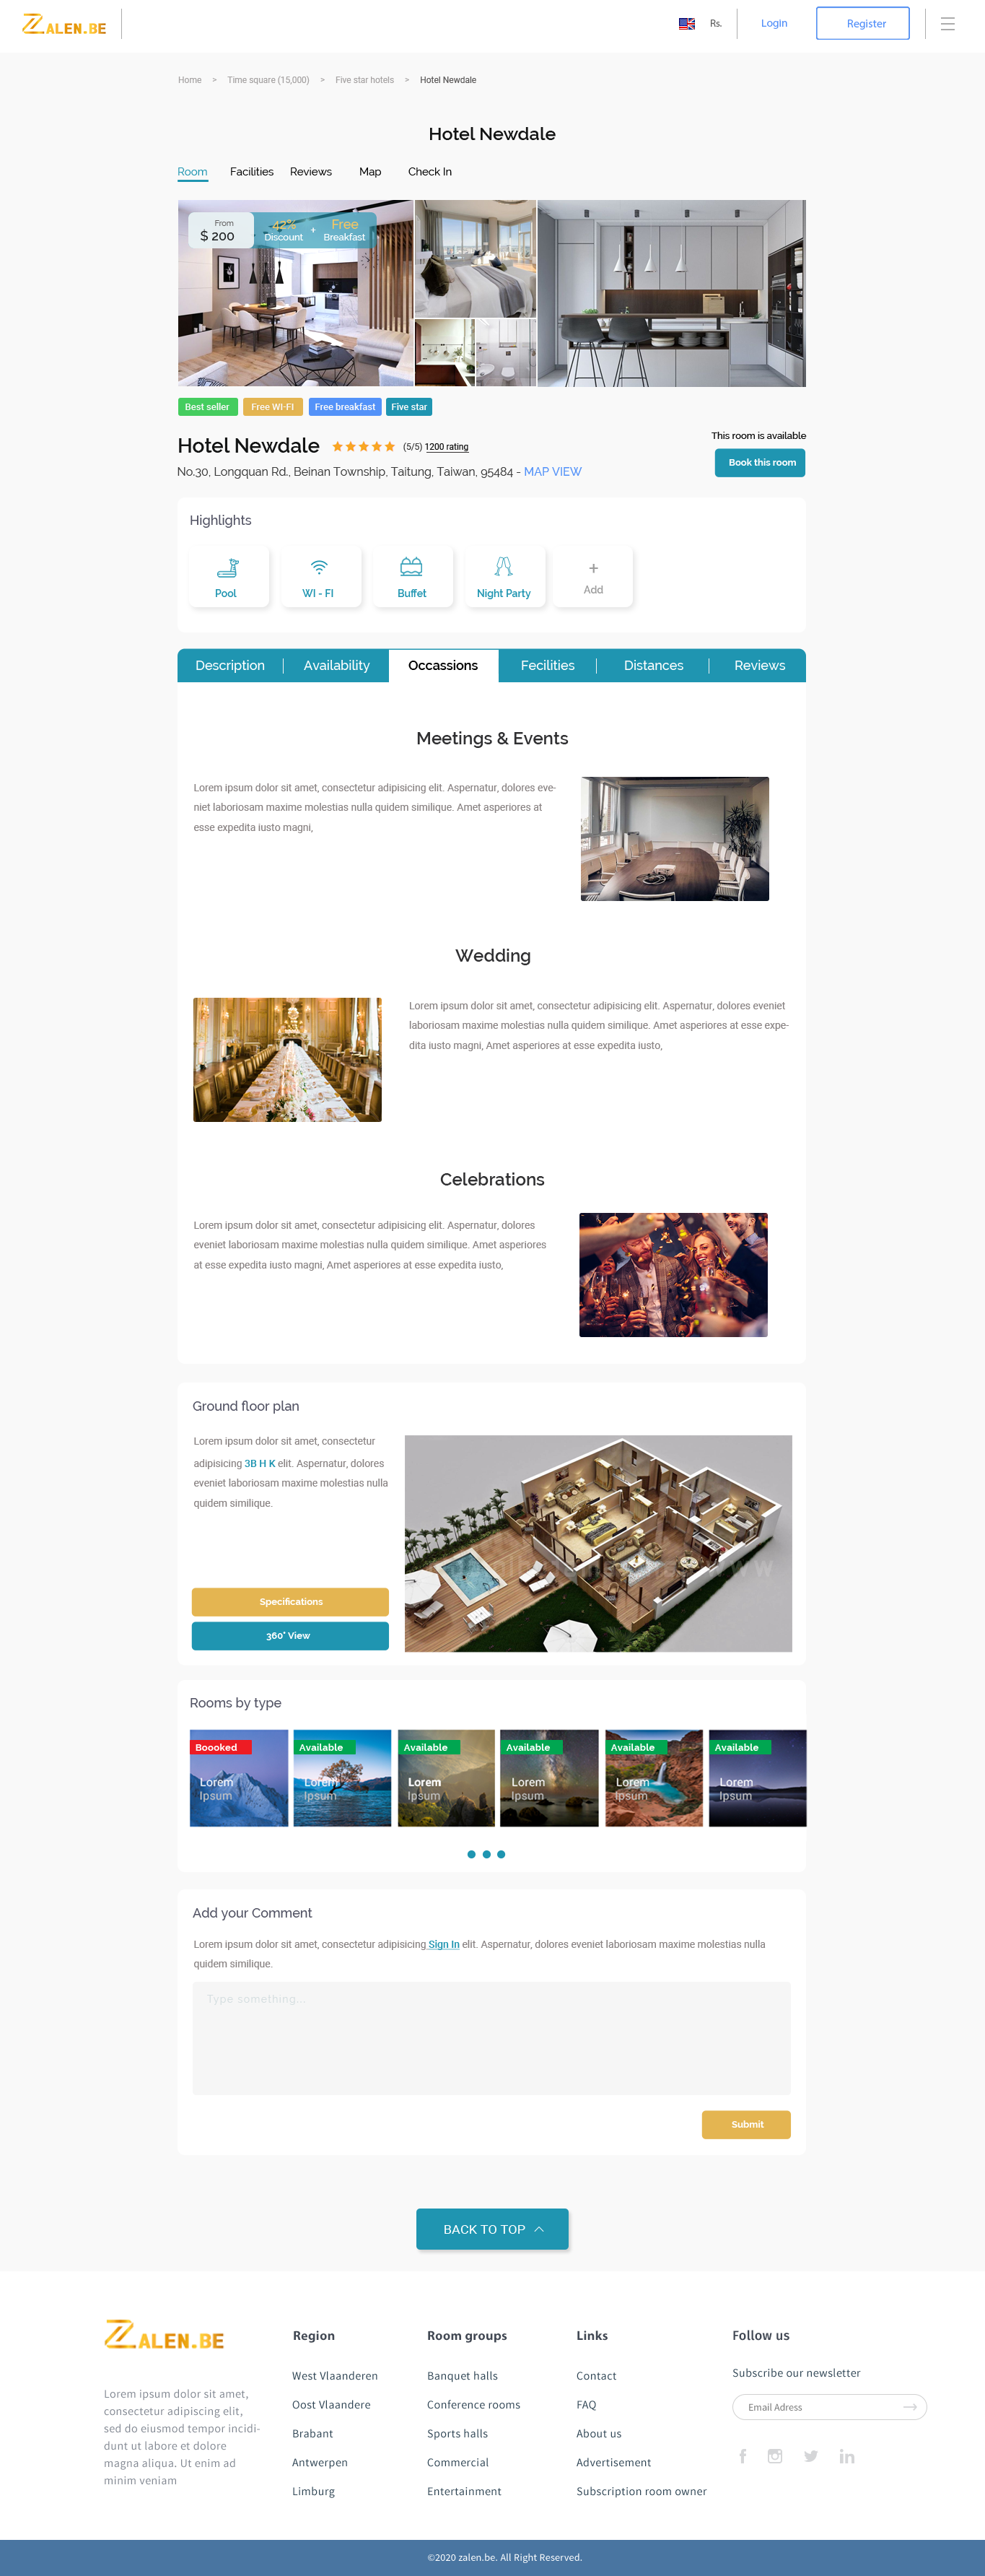 ZALEN.BE
Rs.
Login
Register
Home > Time square (15,000) > Five star hotels > Hotel Newdale
Hotel Newdale
Room Facilities Reviews Map Check In
From
$ 200
42%
Discount
+
Free
Breakfast
Best seller
Free WI-FI
Free breakfast
Five star
Hotel Newdale
(5/5) 1200 rating
No.30, Longquan Rd., Beinan Township, Taitung, Taiwan, 95484 - MAP VIEW
This room is available
Book this room
Highlights
Pool
WI - FI
Buffet
Night Party
+
Add
Description Availability Occassions Fecilities Distances Reviews
Meetings & Events
Lorem ipsum dolor sit amet, consectetur adipisicing elit. Aspernatur, dolores eve-
niet laboriosam maxime molestias nulla quidem similique. Amet asperiores at
esse expedita iusto magni,
Wedding
Lorem ipsum dolor sit amet, consectetur adipisicing elit. Aspernatur, dolores eveniet
laboriosam maxime molestias nulla quidem similique. Amet asperiores at esse expe-
dita iusto magni, Amet asperiores at esse expedita iusto,
Celebrations
Lorem ipsum dolor sit amet, consectetur adipisicing elit. Aspernatur, dolores
eveniet laboriosam maxime molestias nulla quidem similique. Amet asperiores
at esse expedita iusto magni, Amet asperiores at esse expedita iusto,
Ground floor plan
Lorem ipsum dolor sit amet, consectetur
adipisicing 3B H K elit. Aspernatur, dolores
eveniet laboriosam maxime molestias nulla
quidem similique.
Specifications
360° View
Rooms by type
Boooked
Lorem
Ipsum
Available
Lorem
Ipsum
Available
Lorem
Ipsum
Available
Lorem
Ipsum
Available
Lorem
Ipsum
Available
Lorem
Ipsum
Add your Comment
Lorem ipsum dolor sit amet, consectetur adipisicing Sign In elit. Aspernatur, dolores eveniet laboriosam maxime molestias nulla
quidem similique.
Type something...
Submit
BACK TO TOP
ZALEN.BE
Lorem ipsum dolor sit amet,
consectetur adipiscing elit,
sed do eiusmod tempor incidi-
dunt ut labore et dolore
magna aliqua. Ut enim ad
minim veniam
Region
West Vlaanderen
Oost Vlaandere
Brabant
Antwerpen
Limburg
Room groups
Banquet halls
Conference rooms
Sports halls
Commercial
Entertainment
Links
Contact
FAQ
About us
Advertisement
Subscription room owner
Follow us
Subscribe our newsletter
Email Adress
©2020 zalen.be. All Right Reserved.